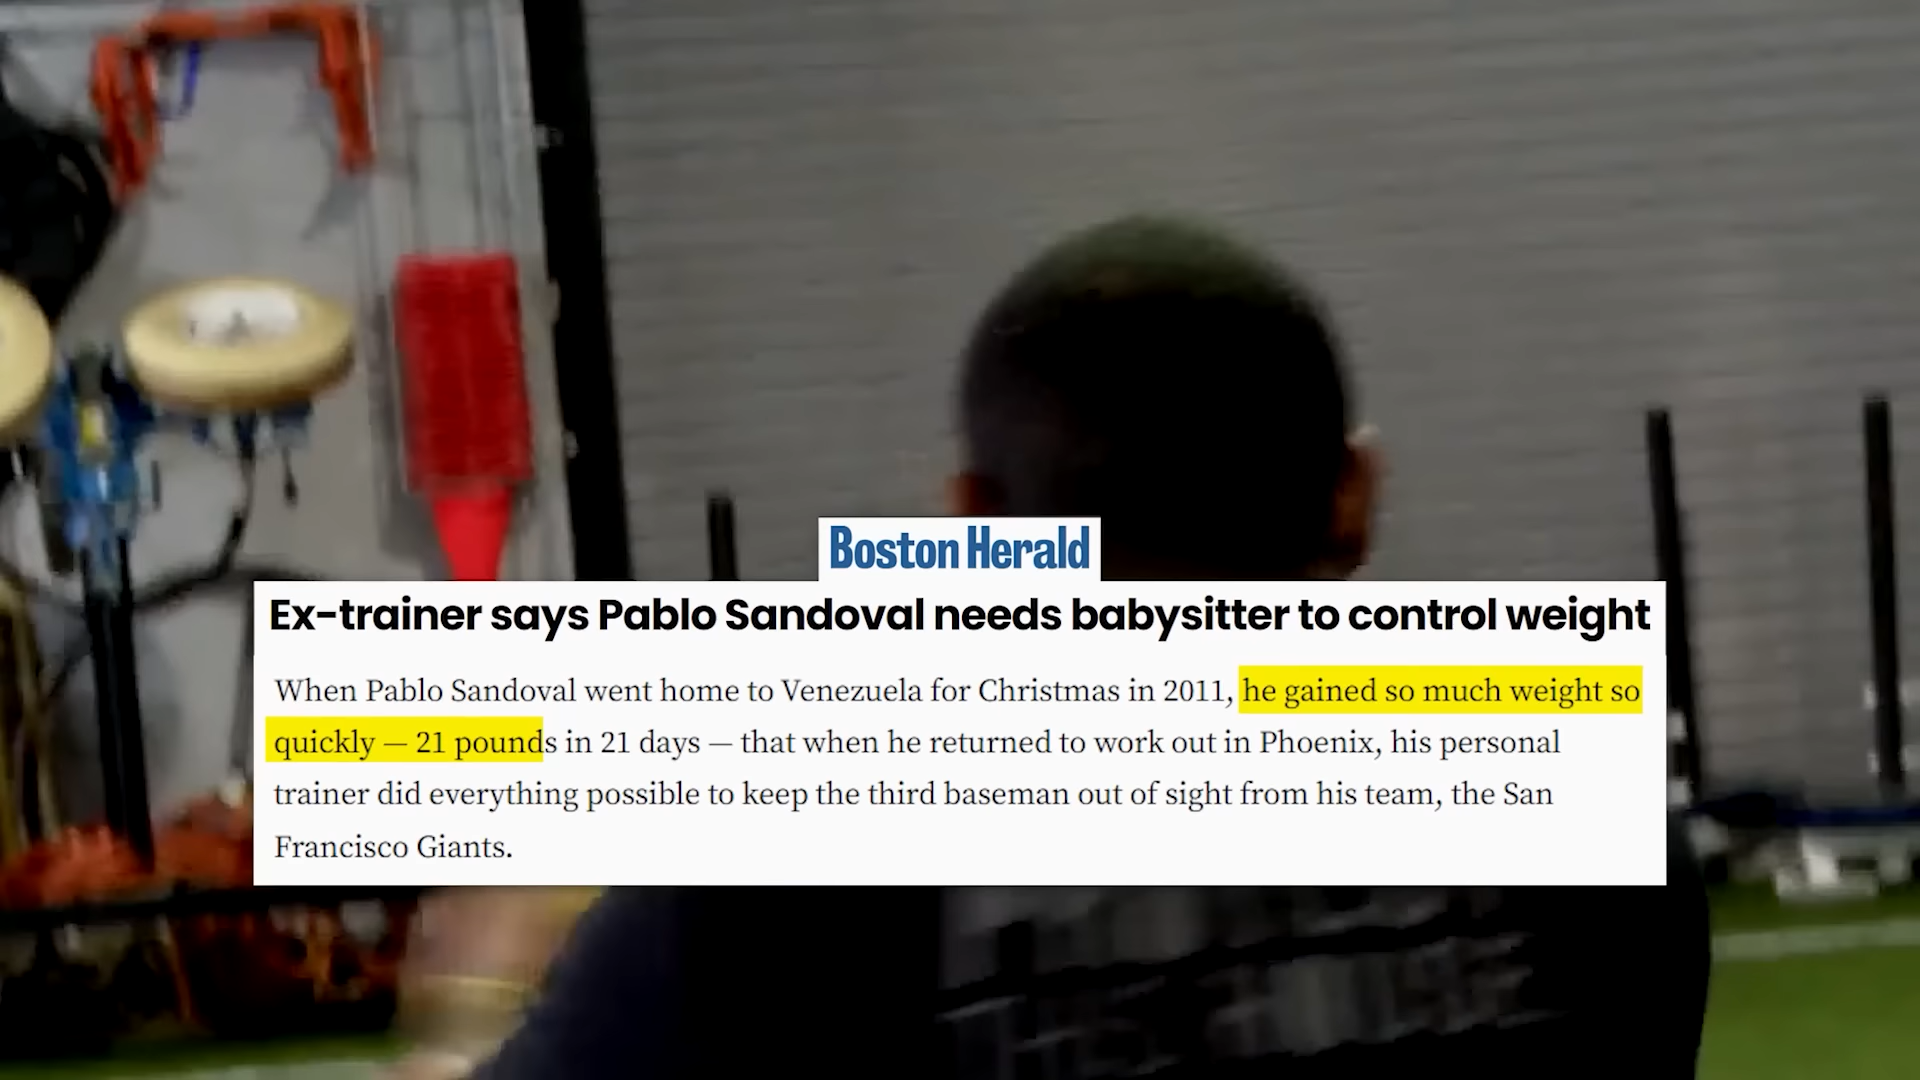 Boston Herald
Ex-trainer says Pablo Sandoval needs babysitter to control weight
When Pablo Sandoval went home to Venezuela for Christmas in 2011, he gained so much weight so
quickly — 21 pounds in 21 days — that when he returned to work out in Phoenix, his personal
trainer did everything possible to keep the third baseman out of sight from his team, the San
Francisco Giants.